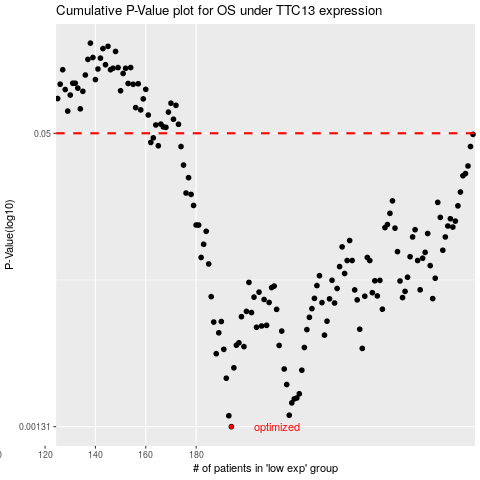 Cumulative P-Value plot for OS under TTC13 expression
P-Value(log10)
0.05
0.00131
optimized
0 120 140 160 180
# of patients in 'low exp' group